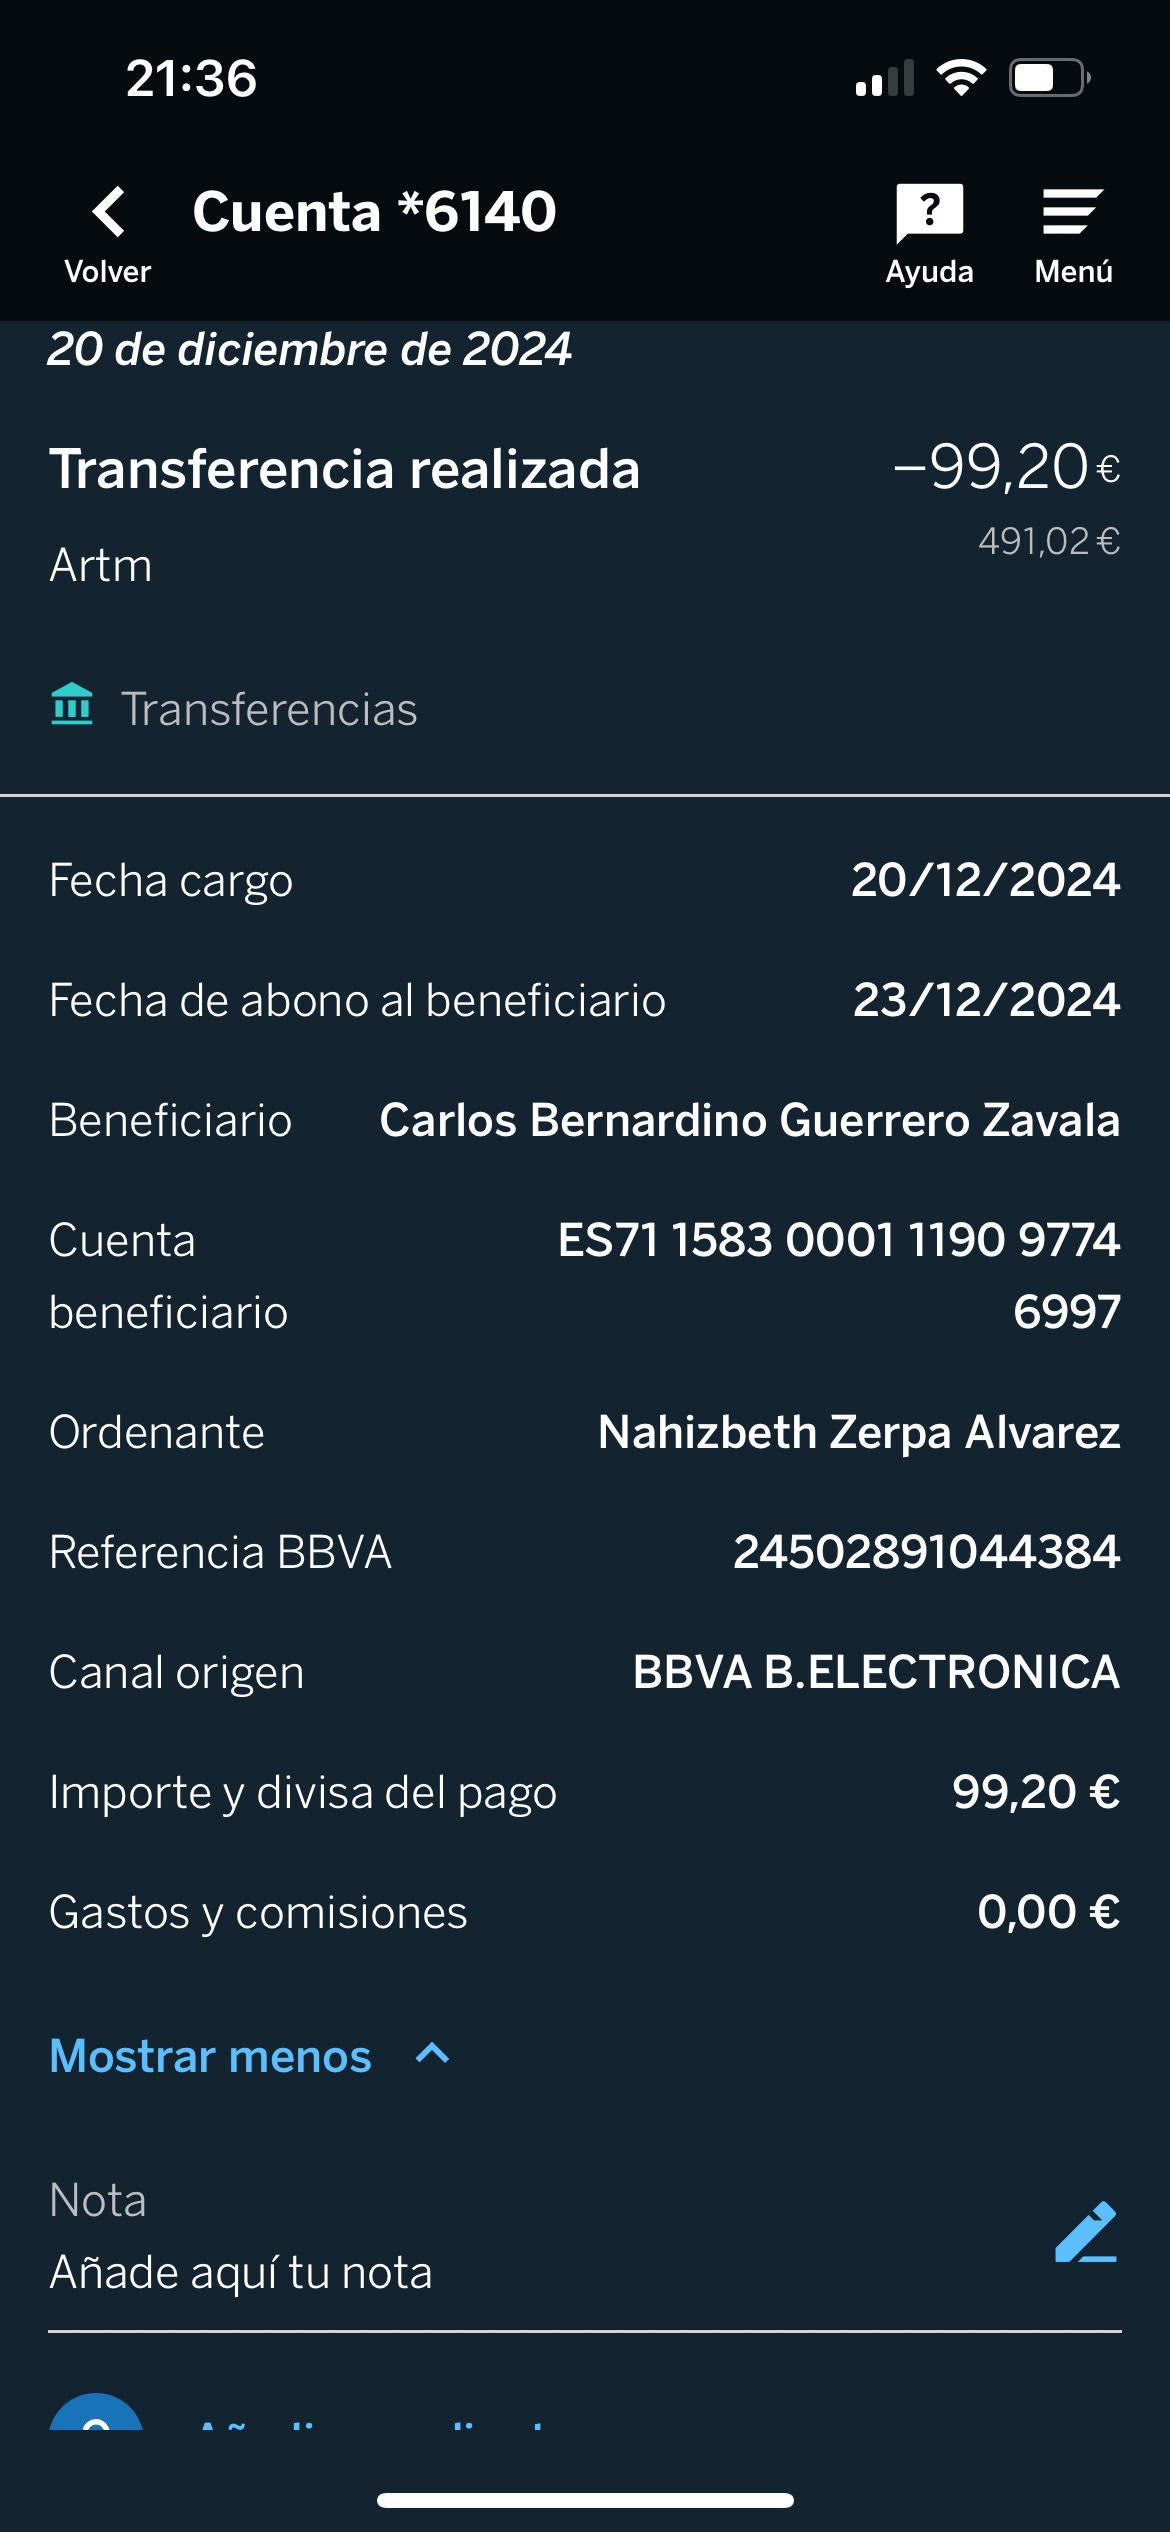 21:36
Cuenta *6140
Volver
Ayuda
Menú
20 de diciembre de 2024
Transferencia realizada
–99,20 €
491,02 €
Artm
Transferencias
Fecha cargo 20/12/2024
Fecha de abono al beneficiario 23/12/2024
Beneficiario Carlos Bernardino Guerrero Zavala
Cuenta ES71 1583 0001 1190 9774
beneficiario 6997
Ordenante Nahizbeth Zerpa Alvarez
Referencia BBVA 24502891044384
Canal origen BBVA B.ELECTRONICA
Importe y divisa del pago 99,20 €
Gastos y comisiones 0,00 €
Mostrar menos
Nota
Añade aquí tu nota